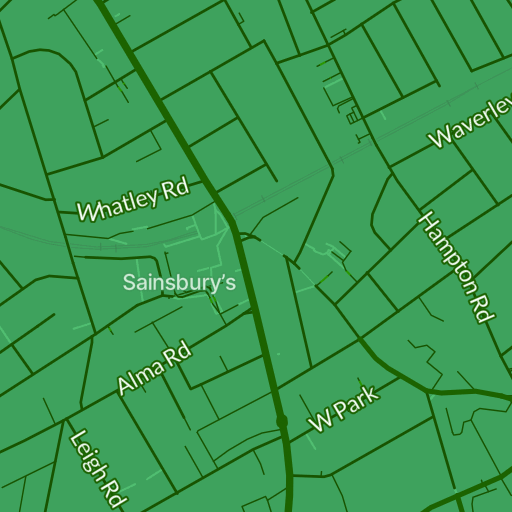 Waverley
Whatley Rd
Hampton Rd
Sainsbury's
Alma Rd
W Park
Leigh Rd